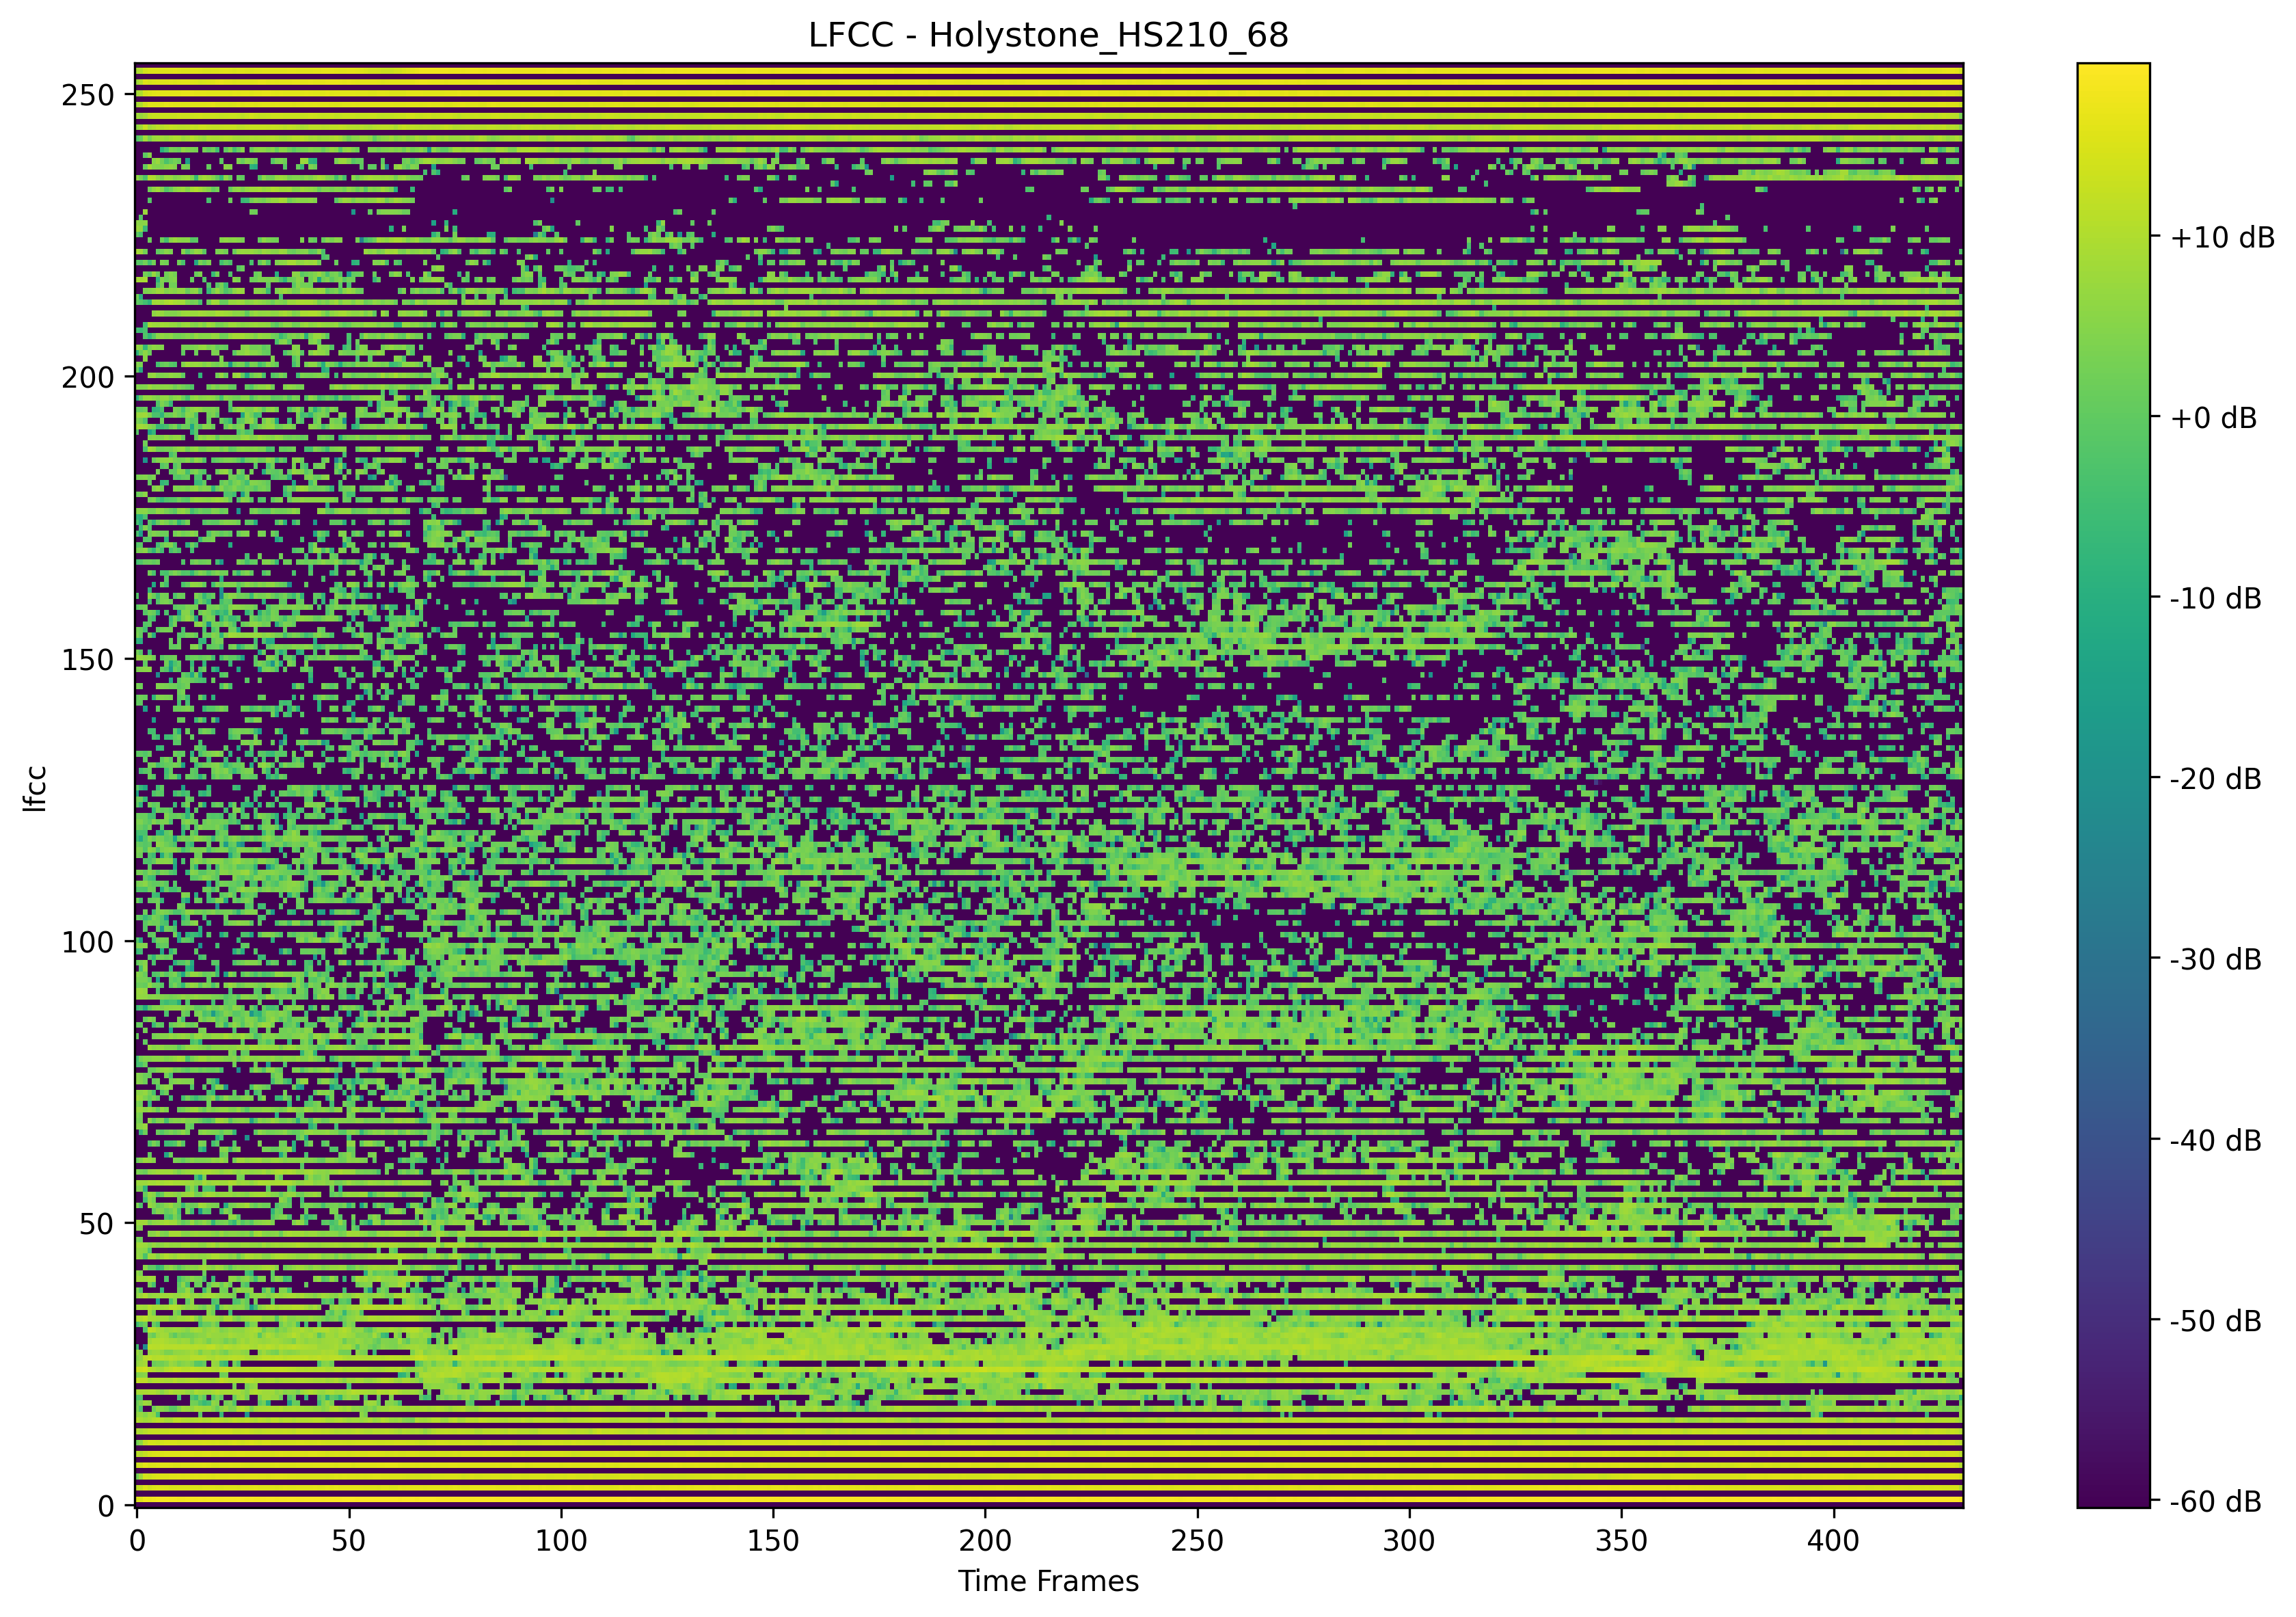 LFCC - Holystone_HS210_68
250
200
150
100
50
0
lfcc
0 50 100 150 200 250 300 350 400
Time Frames
+10 dB
+0 dB
-10 dB
-20 dB
-30 dB
-40 dB
-50 dB
-60 dB